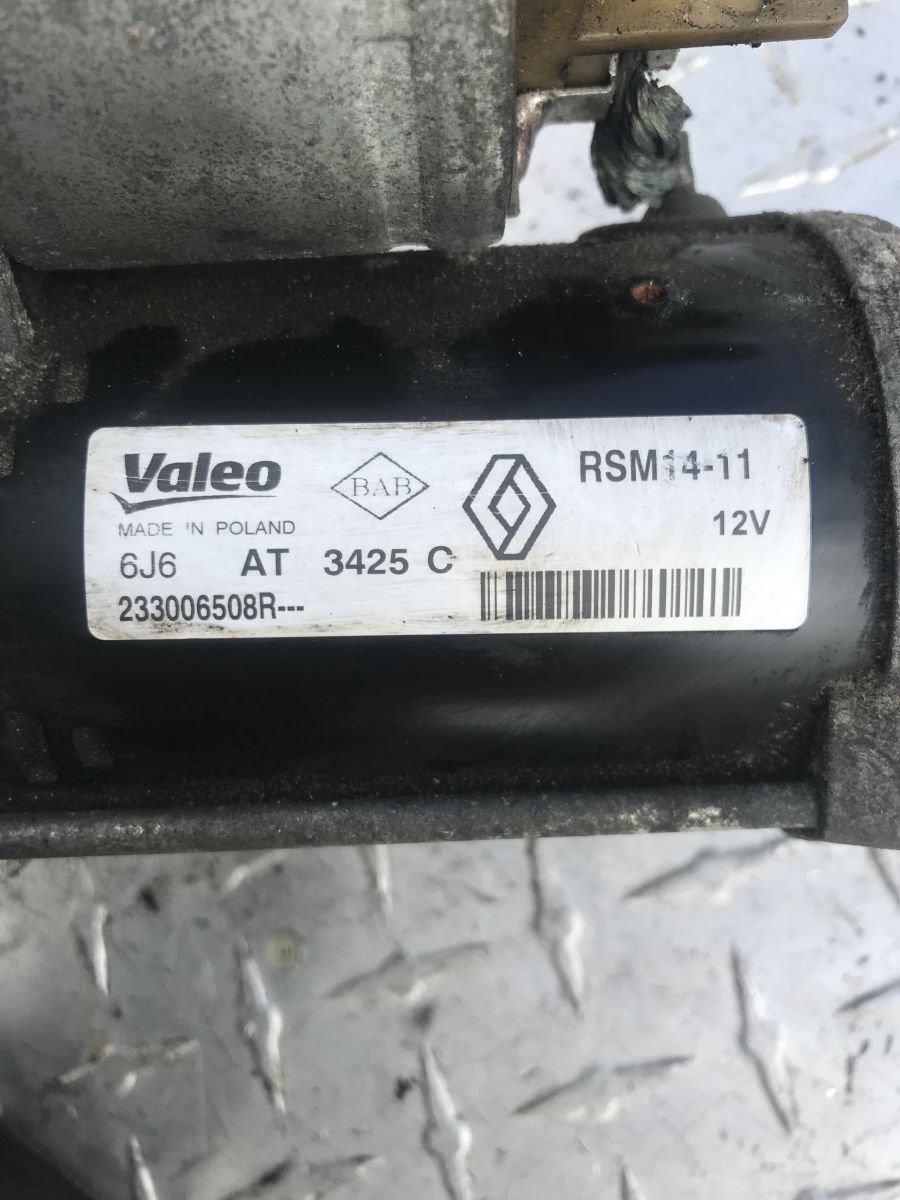 Valeo
MADE IN POLAND
BAB
RSM14-11
12V
6J6 AT 3425 C
233006508R---